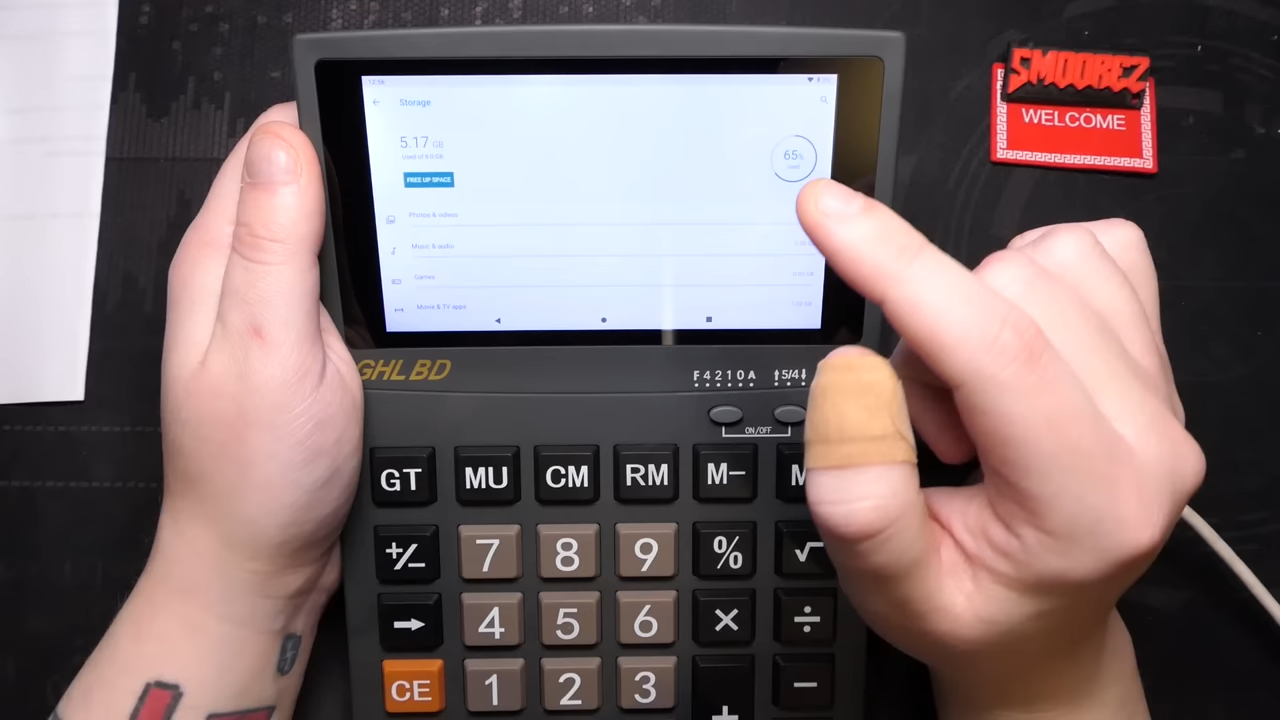 Storage
5.17 GB
FREE UP SPACE
65%
used
Photos & videos
Music & audio
Games
Movie & TV apps
SMOOREZ
WELCOME
GHL BD
F 4 2 1 0 A
5/4
ON/OFF
GT MU CM RM M− M
+/− 7 8 9 % √
→ 4 5 6 × ÷
CE 1 2 3 −
+